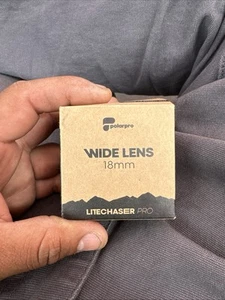 polarpro
WIDE LENS
18mm
LITECHASER PRO